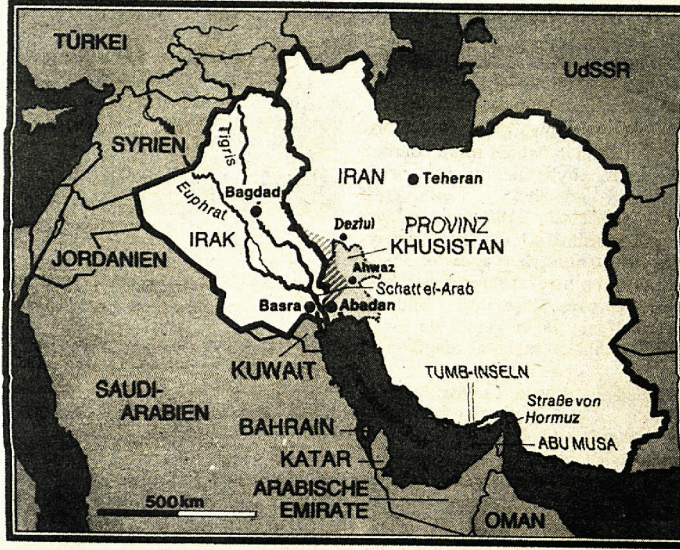 TÜRKEI
UdSSR
SYRIEN
Tigris
IRAN
Teheran
Euphrat
Bagdad
IRAK
Dezful
PROVINZ
KHUSISTAN
JORDANIEN
Ahwaz
Schatt el-Arab
Basra
Abadan
KUWAIT
TUMB-INSELN
SAUDI-
ARABIEN
Straße von
Hormuz
BAHRAIN
ABU MUSA
KATAR
ARABISCHE
EMIRATE
500 km
OMAN